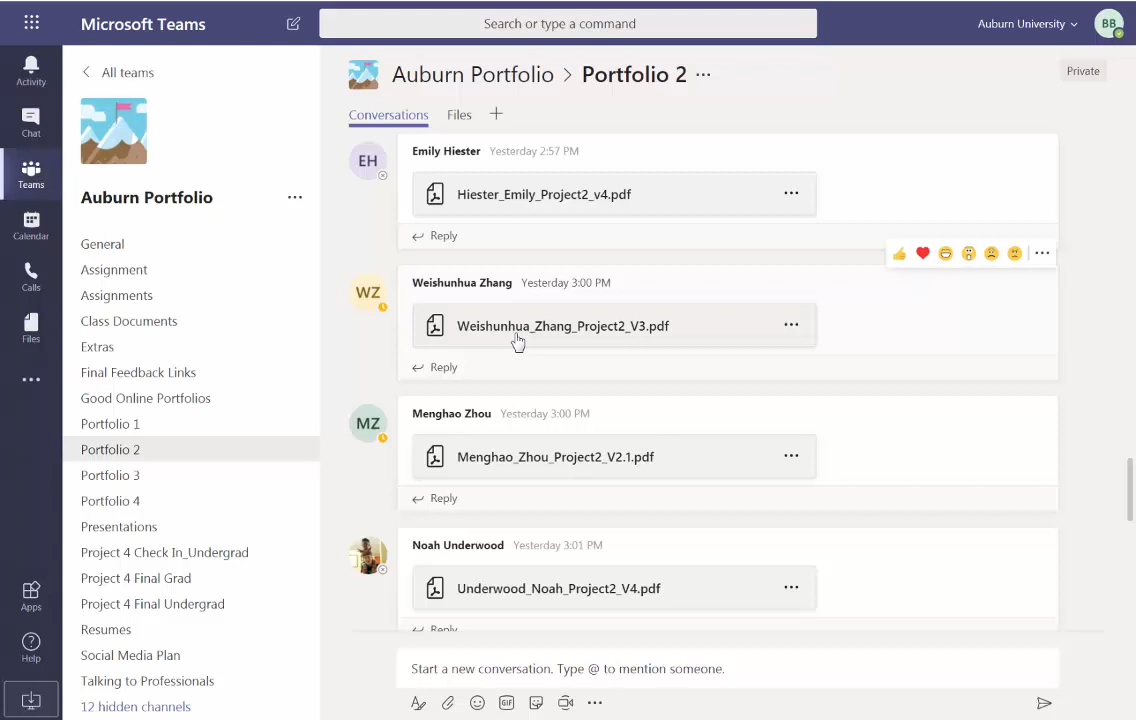 Microsoft Teams
Search or type a command
Auburn University
BB
Activity
Chat
Teams
Calendar
Calls
Files
Apps
Help
All teams
Auburn Portfolio
General
Assignment
Assignments
Class Documents
Extras
Final Feedback Links
Good Online Portfolios
Portfolio 1
Portfolio 2
Portfolio 3
Portfolio 4
Presentations
Project 4 Check In_Undergrad
Project 4 Final Grad
Project 4 Final Undergrad
Resumes
Social Media Plan
Talking to Professionals
12 hidden channels
Auburn Portfolio > Portfolio 2 ...
Private
Conversations Files +
EH
Emily Hiester Yesterday 2:57 PM
Hiester_Emily_Project2_v4.pdf
Reply
WZ
Weishunhua Zhang Yesterday 3:00 PM
Weishunhua_Zhang_Project2_V3.pdf
Reply
MZ
Menghao Zhou Yesterday 3:00 PM
Menghao_Zhou_Project2_V2.1.pdf
Reply
Noah Underwood Yesterday 3:01 PM
Underwood_Noah_Project2_V4.pdf
Reply
Start a new conversation. Type @ to mention someone.
GIF